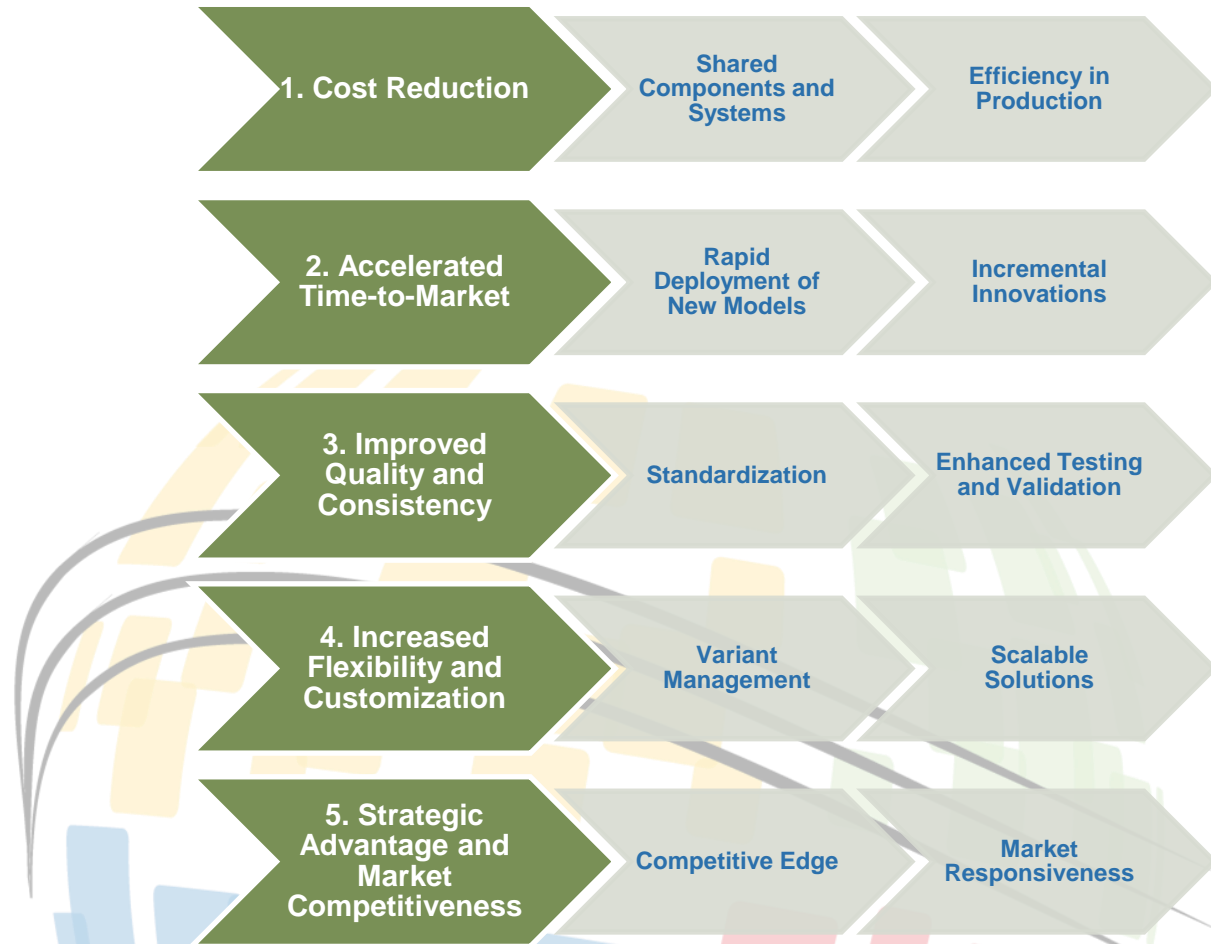 1. Cost Reduction
Shared
Components and
Systems
Efficiency in
Production
2. Accelerated
Time-to-Market
Rapid
Deployment of
New Models
Incremental
Innovations
3. Improved
Quality and
Consistency
Standardization
Enhanced Testing
and Validation
4. Increased
Flexibility and
Customization
Variant
Management
Scalable
Solutions
5. Strategic
Advantage and
Market
Competitiveness
Competitive Edge
Market
Responsiveness